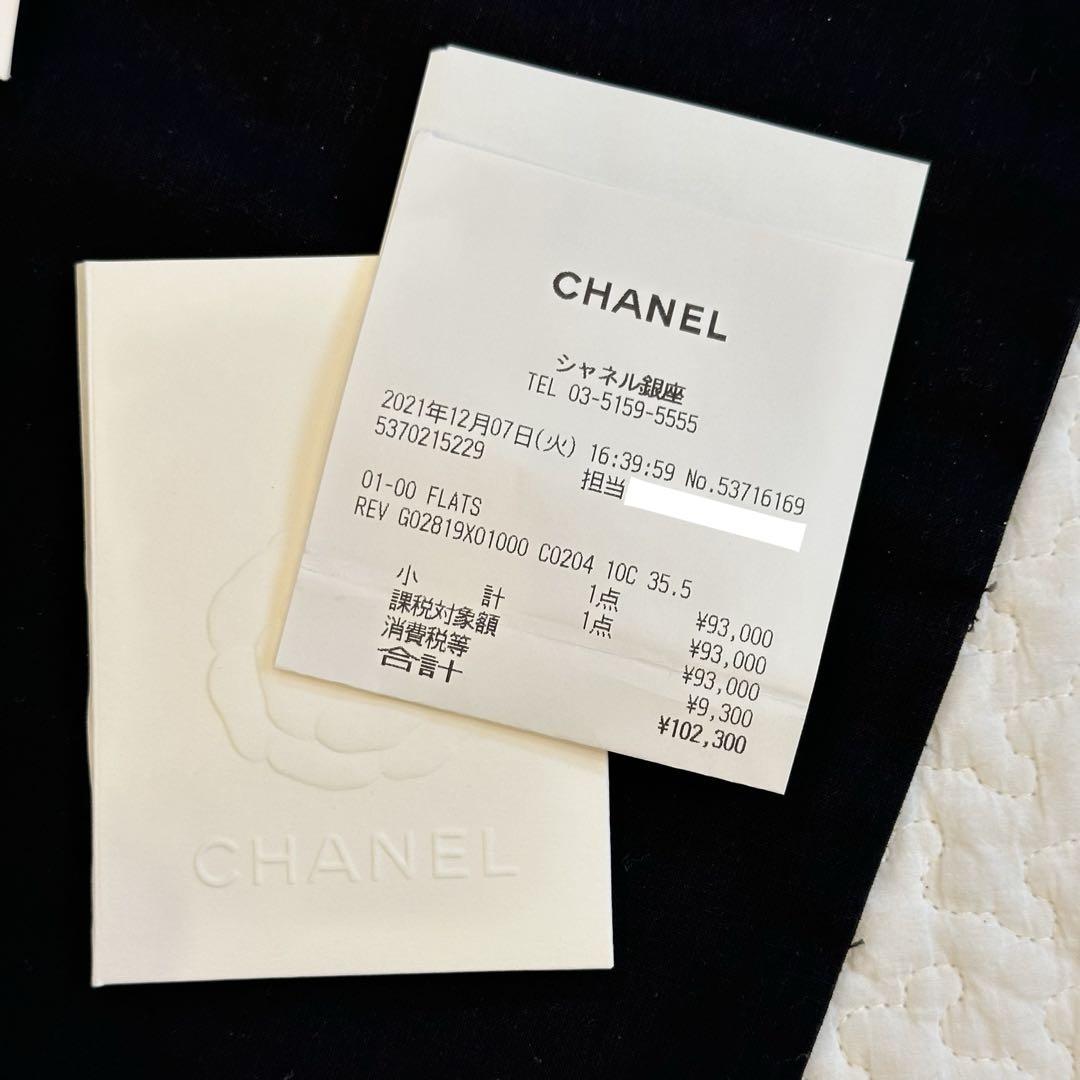 CHANEL
シャネル銀座
TEL 03-5159-5555
2021年12月07日(火) 16:39:59 No.53716169
5370215229 担当
01-00 FLATS
REV G02819X01000 C0204 10C 35.5
1点 ¥93,000
小 計 1点 ¥93,000
課税対象額 ¥93,000
消費税等 ¥9,300
合計 ¥102,300
CHANEL